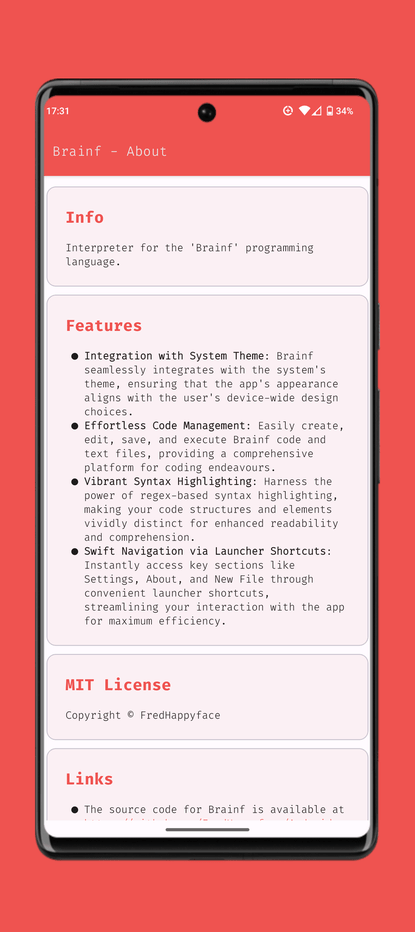 17:31
34%
Brainf - About
Info
Interpreter for the 'Brainf' programming
language.
Features
● Integration with System Theme: Brainf
seamlessly integrates with the system's
theme, ensuring that the app's appearance
aligns with the user's device-wide design
choices.
● Effortless Code Management: Easily create,
edit, save, and execute Brainf code and
text files, providing a comprehensive
platform for coding endeavours.
● Vibrant Syntax Highlighting: Harness the
power of regex-based syntax highlighting,
making your code structures and elements
vividly distinct for enhanced readability
and comprehension.
● Swift Navigation via Launcher Shortcuts:
Instantly access key sections like
Settings, About, and New File through
convenient launcher shortcuts,
streamlining your interaction with the app
for maximum efficiency.
MIT License
Copyright © FredHappyface
Links
● The source code for Brainf is available at